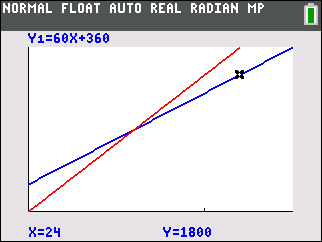 NORMAL FLOAT AUTO REAL RADIAN MP
Y1=60X+360
X=24 Y=1800